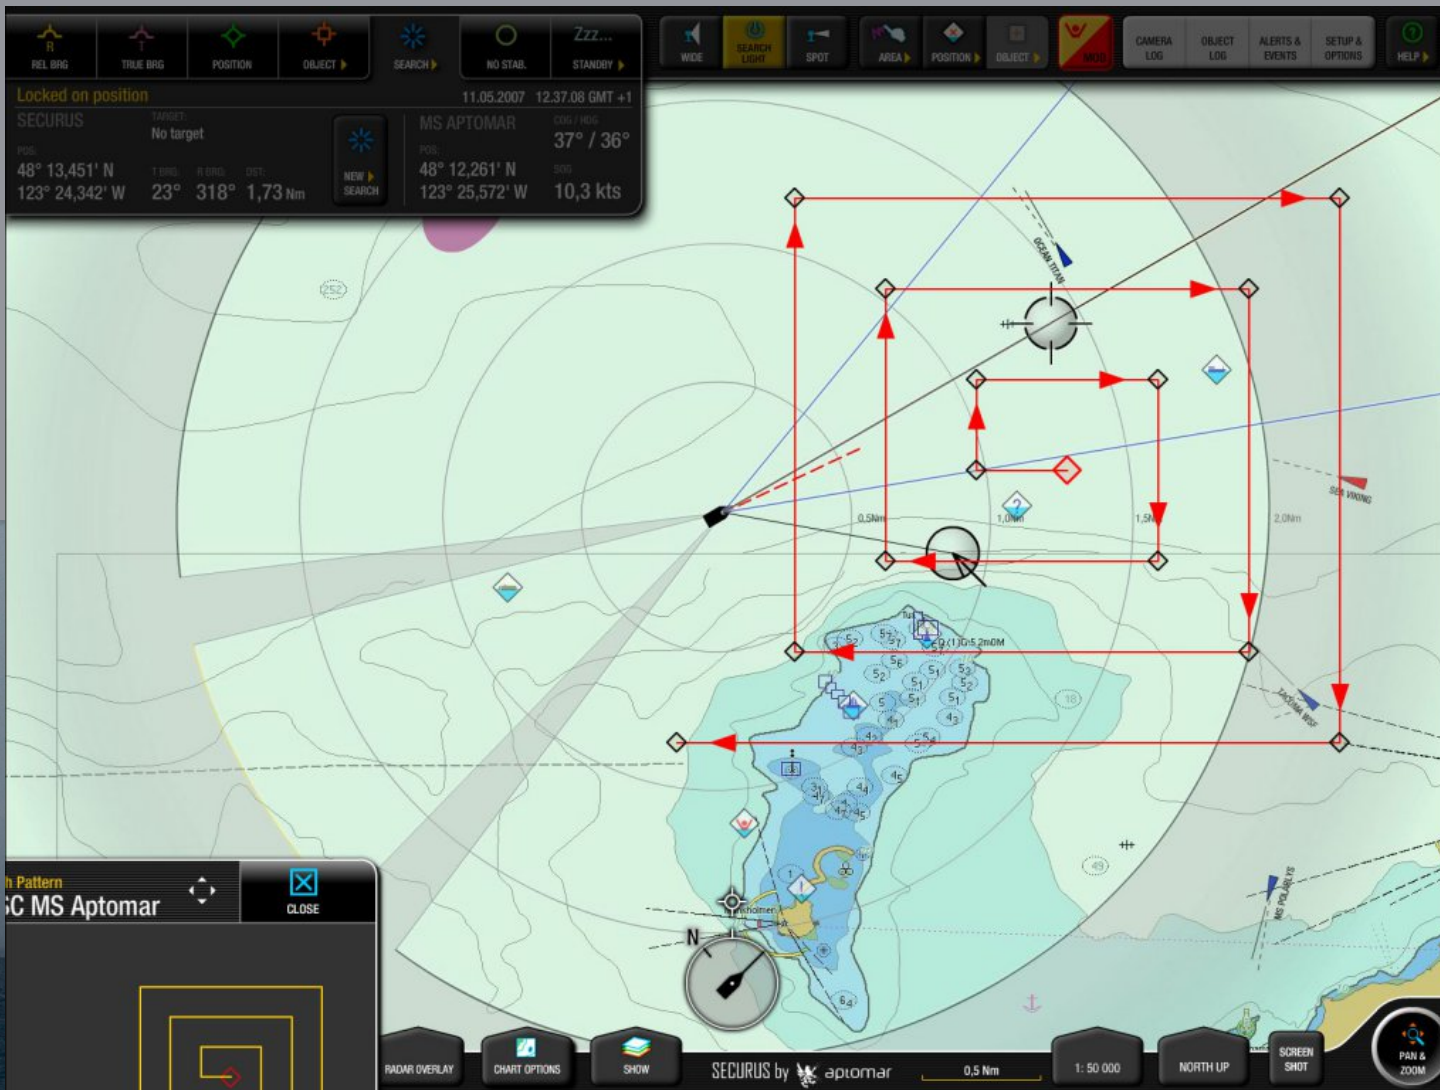 REL BRG
TRUE BRG
POSITION
OBJECT
SEARCH
NO STAB.
Zzz...
STANDBY
WIDE
SEARCH
LIGHT
SPOT
AREA
POSITION
OBJECT
MOB
CAMERA
LOG
OBJECT
LOG
ALERTS &
EVENTS
SETUP &
OPTIONS
?
HELP
Locked on position
11.05.2007 12.37.08 GMT +1
SECURUS
TARGET:
No target
POS:
48° 13,451' N
123° 24,342' W
T BRG: R BRG: DST:
23° 318° 1,73 Nm
NEW
SEARCH
MS APTOMAR
COG / HDG
37° / 36°
POS:
48° 12,261' N
123° 25,572' W
SOG
10,3 kts
OCEAN TITAN
252
SEA VIKING
0,5Nm
1,0Nm
1,5N
2,0Nm
TACOMA WSF
18
49
MS POLARLYS
N
h Pattern
SC MS Aptomar
CLOSE
RADAR OVERLAY
CHART OPTIONS
SHOW
SECURUS by aptomar
0,5 Nm
1: 50 000
NORTH UP
SCREEN
SHOT
PAN &
ZOOM